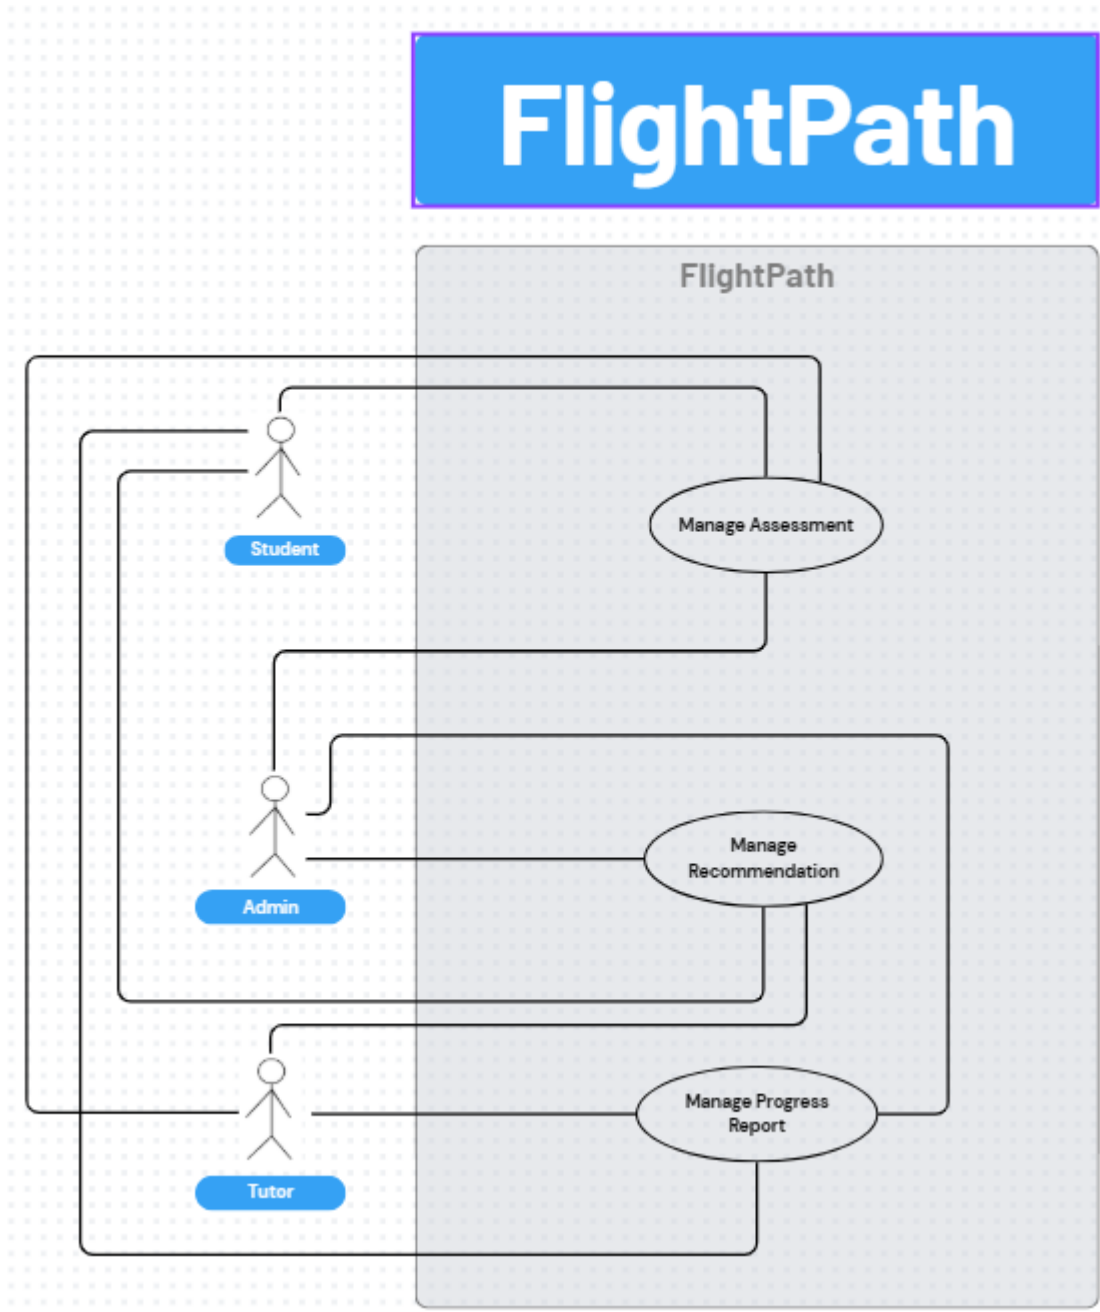 FlightPath
FlightPath
Manage Assessment
Student
Manage
Recommendation
Admin
Manage Progress
Report
Tutor